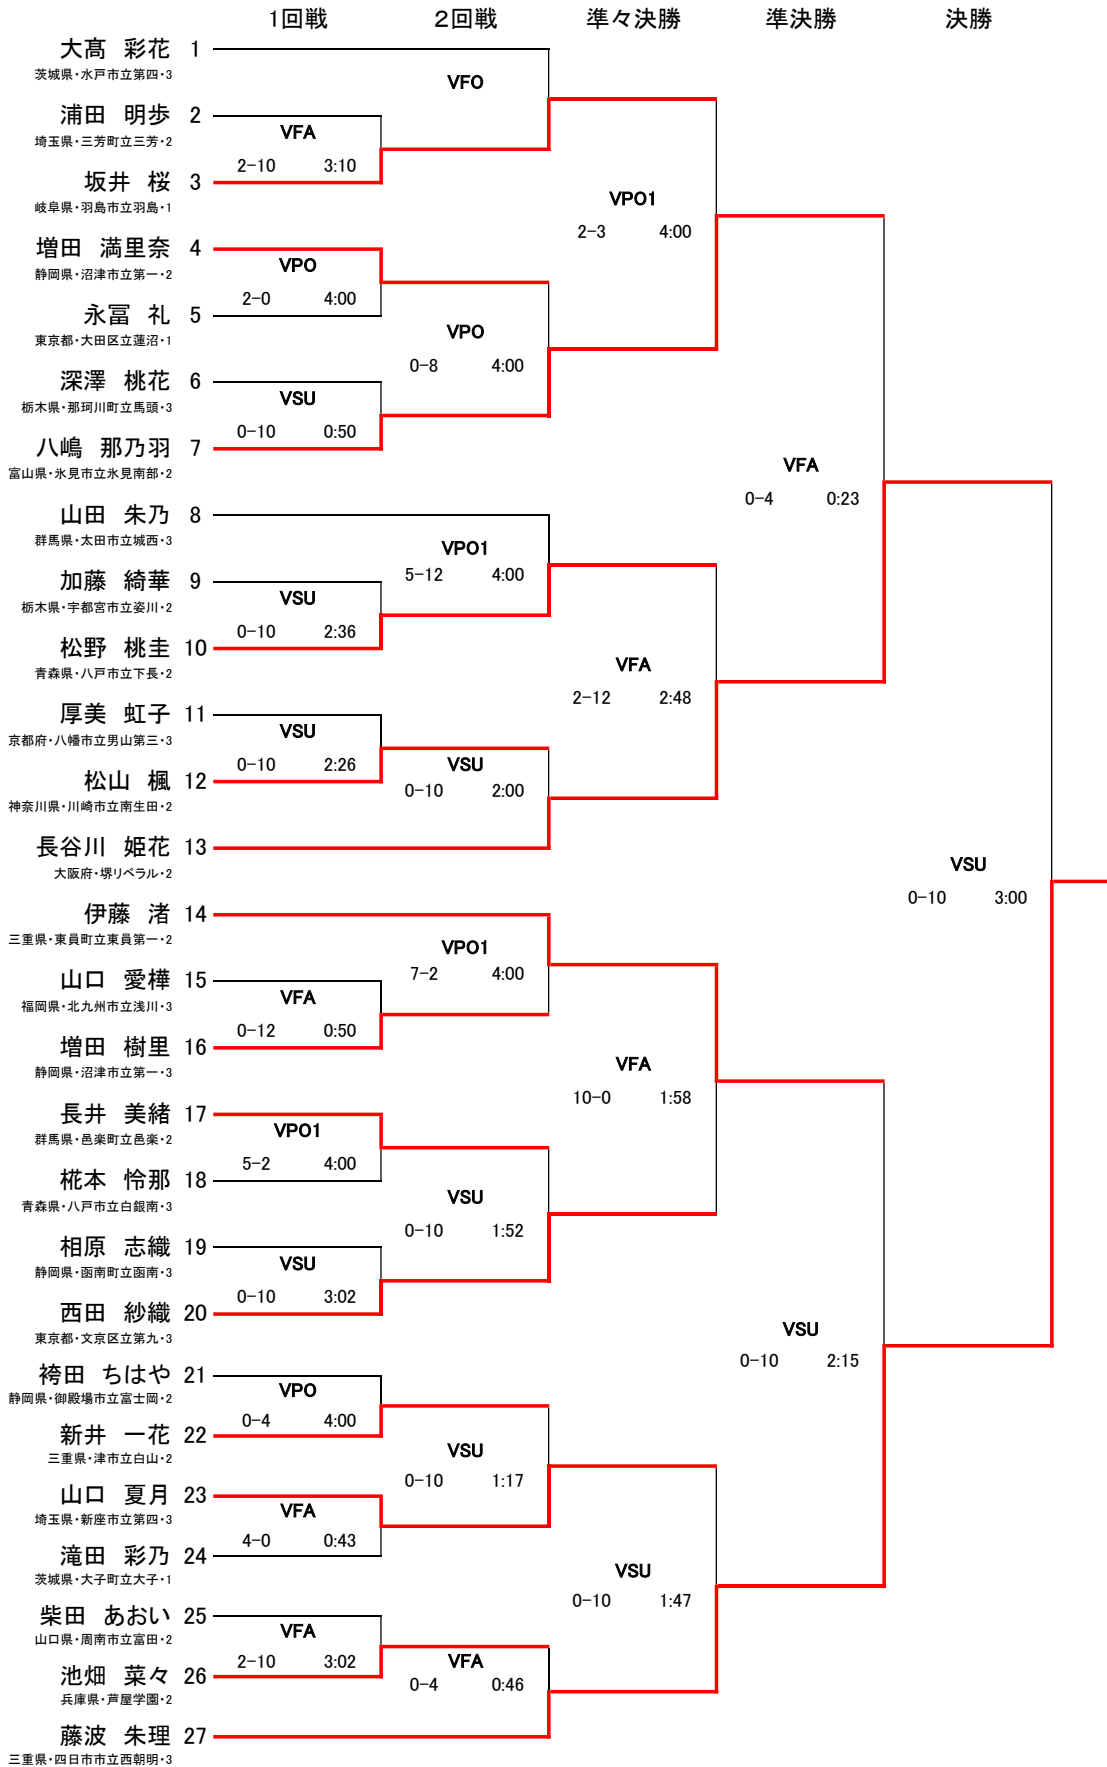 1回戦 2回戦 準々決勝 準決勝 決勝
大髙 彩花 1
茨城県・水戸市立第四・3
VFO
浦田 明歩 2
埼玉県・三芳町立三芳・2
VFA
2-10 3:10
坂井 桜 3
岐阜県・羽島市立羽島・1
VPO1
2-3 4:00
増田 満里奈 4
静岡県・沼津市立第一・2
VPO
2-0 4:00
永冨 礼 5
東京都・大田区立蓮沼・1
VPO
0-8 4:00
深澤 桃花 6
栃木県・那珂川町立馬頭・3
VSU
0-10 0:50
八嶋 那乃羽 7
富山県・氷見市立氷見南部・2
VFA
0-4 0:23
山田 朱乃 8
群馬県・太田市立城西・3
VPO1
5-12 4:00
加藤 綺華 9
栃木県・宇都宮市立姿川・2
VSU
0-10 2:36
松野 桃圭 10
青森県・八戸市立下長・2
VFA
2-12 2:48
厚美 虹子 11
京都府・八幡市立男山第三・3
VSU
0-10 2:26
松山 楓 12
神奈川県・川崎市立南生田・2
VSU
0-10 2:00
長谷川 姫花 13
大阪府・堺リベラル・2
VSU
0-10 3:00
伊藤 渚 14
三重県・東員町立東員第一・2
VPO1
7-2 4:00
山口 愛樺 15
福岡県・北九州市立浅川・3
VFA
0-12 0:50
増田 樹里 16
静岡県・沼津市立第一・3
VFA
10-0 1:58
長井 美緒 17
群馬県・邑楽町立邑楽・2
VPO1
5-2 4:00
椛本 怜那 18
青森県・八戸市立白銀南・3
VSU
0-10 1:52
相原 志織 19
静岡県・函南町立函南・3
VSU
0-10 3:02
西田 紗織 20
東京都・文京区立第九・3
VSU
0-10 2:15
袴田 ちはや 21
静岡県・御殿場市立富士岡・2
VPO
0-4 4:00
新井 一花 22
三重県・津市立白山・2
VSU
0-10 1:17
山口 夏月 23
埼玉県・新座市立第四・3
VFA
4-0 0:43
滝田 彩乃 24
茨城県・大子町立大子・1
VSU
0-10 1:47
柴田 あおい 25
山口県・周南市立富田・2
VFA
2-10 3:02
池畑 菜々 26
兵庫県・芦屋学園・2
VFA
0-4 0:46
藤波 朱理 27
三重県・四日市市立西朝明・3